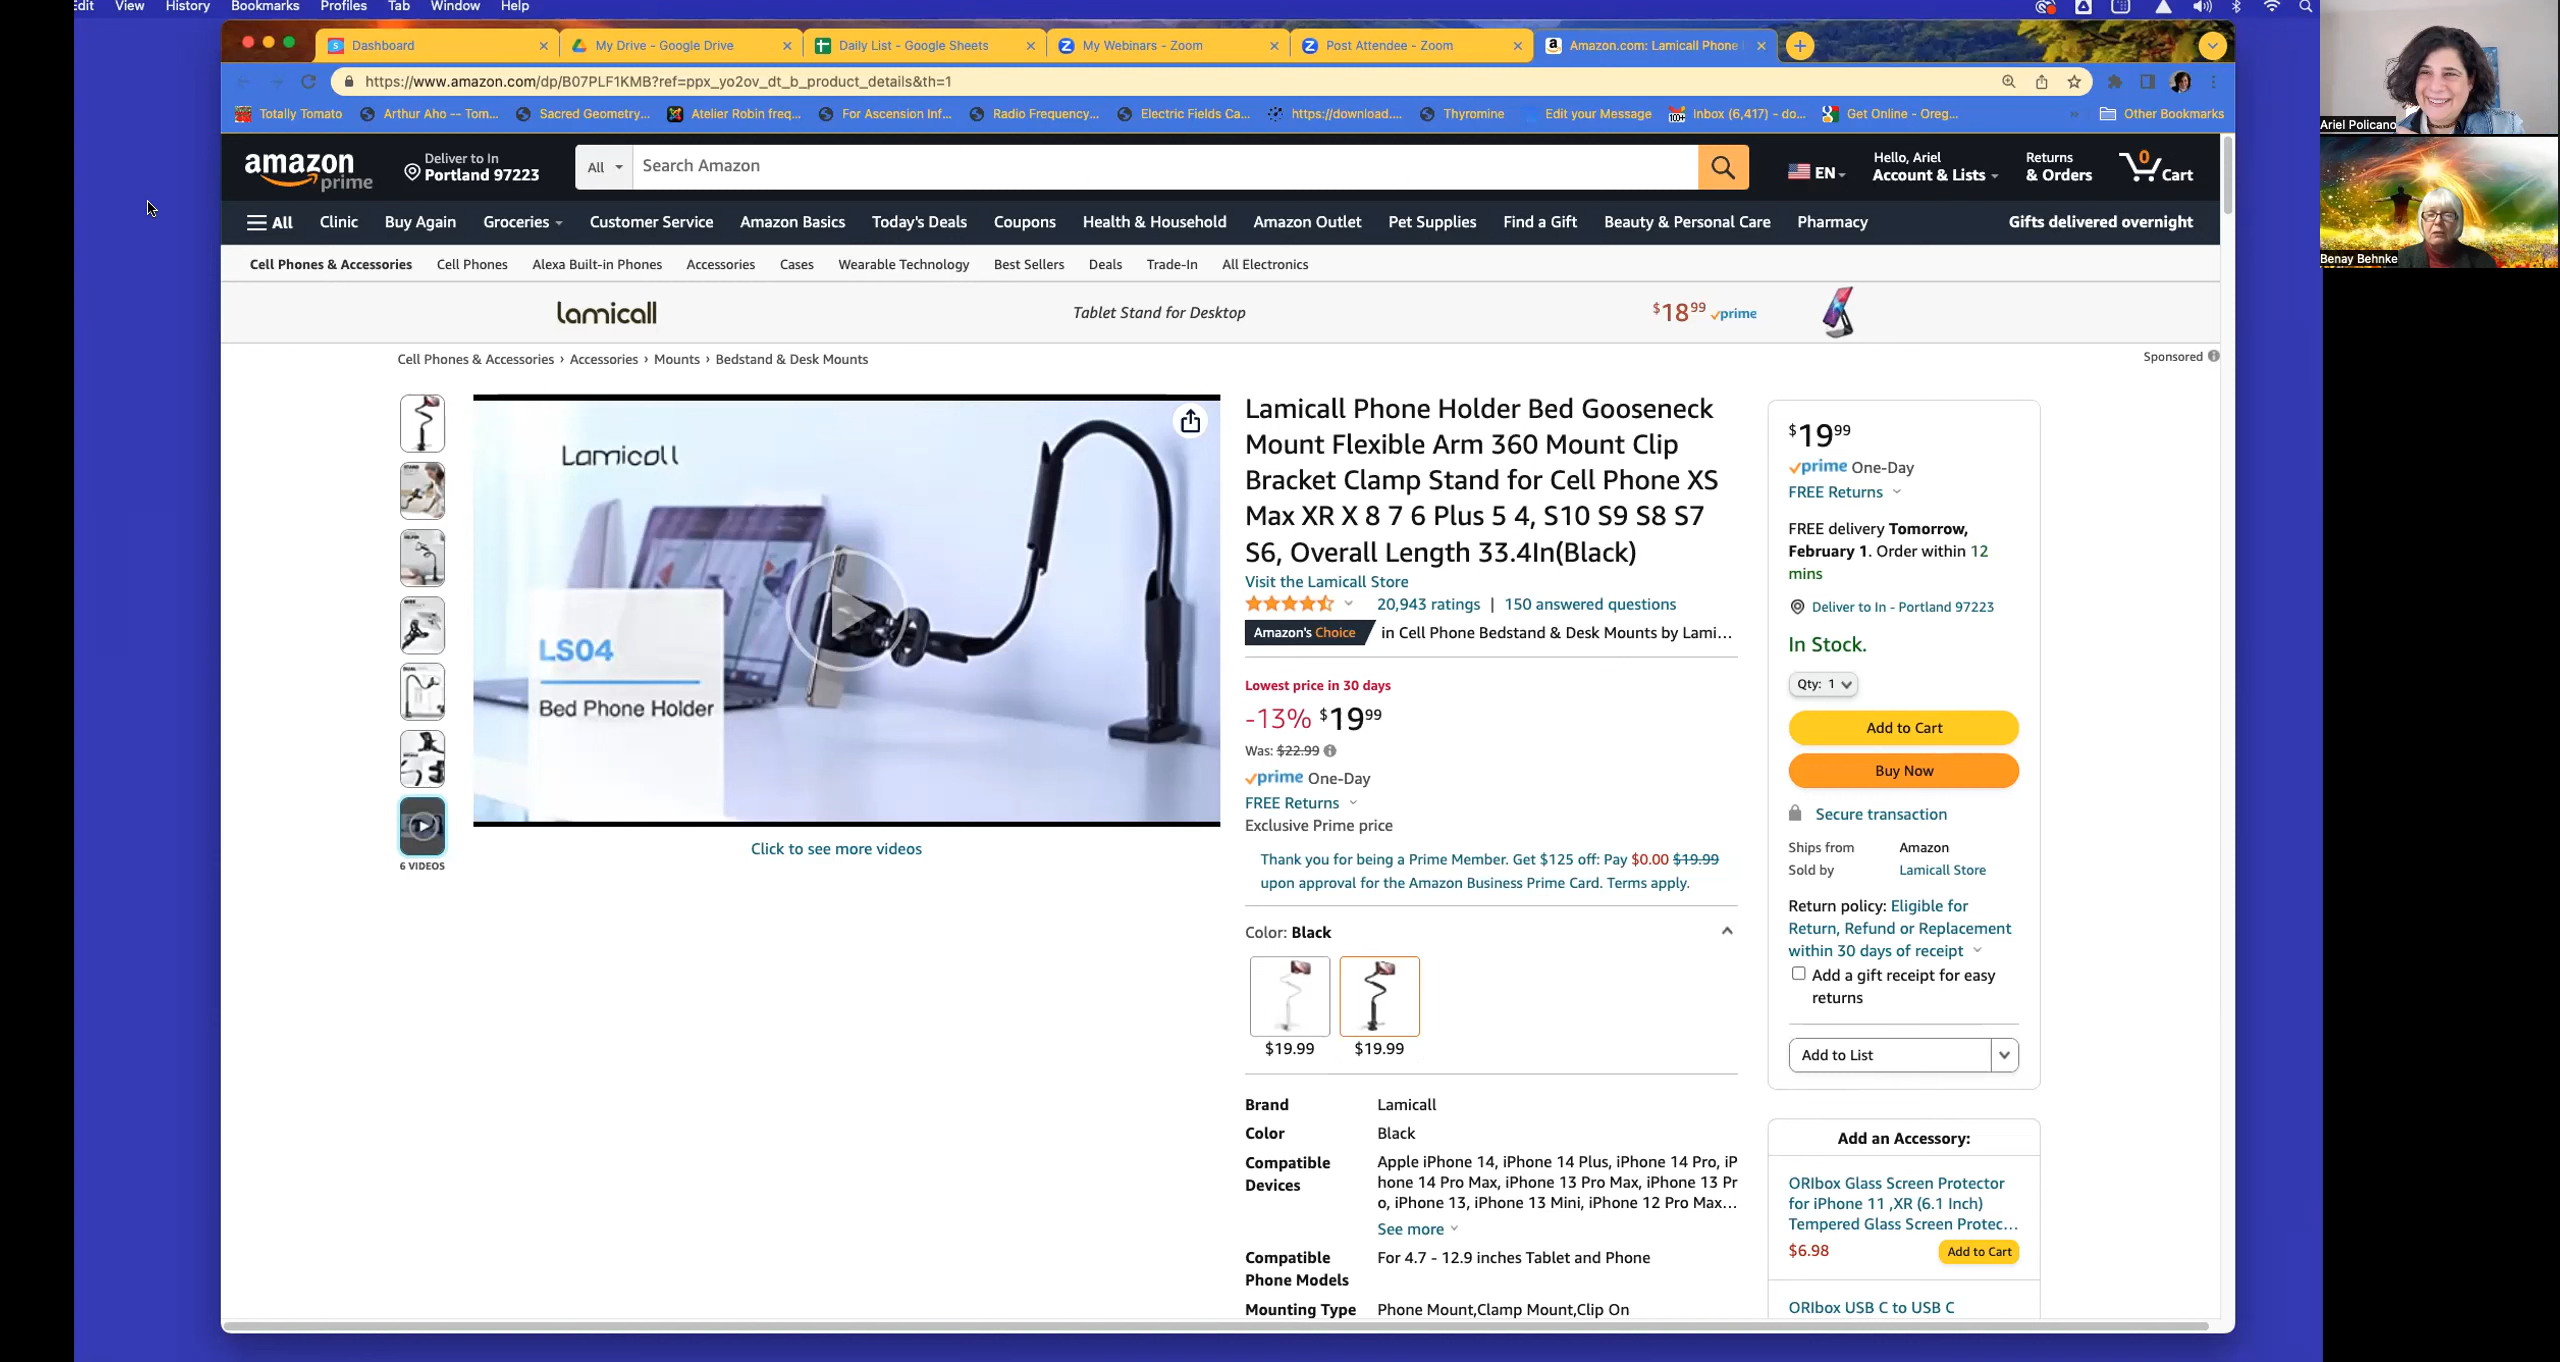 Edit View History Bookmarks Profiles Tab Window Help
Dashboard
My Drive - Google Drive
Daily List - Google Sheets
My Webinars - Zoom
Post Attendee - Zoom
Amazon.com: Lamicall Phone
https://www.amazon.com/dp/B07PLF1KMB?ref=ppx_yo2ov_dt_b_product_details&th=1
Totally Tomato
Arthur Aho -- Tom...
Sacred Geometry...
Atelier Robin freq...
For Ascension Inf...
Radio Frequency...
Electric Fields Ca...
https://download....
Thyromine
Edit your Message
Inbox (6,417) - do...
Get Online - Oreg...
Other Bookmarks
amazon prime
Deliver to In
Portland 97223
All
Search Amazon
EN
Hello, Ariel
Account & Lists
Returns
& Orders
0
Cart
All Clinic Buy Again Groceries Customer Service Amazon Basics Today's Deals Coupons Health & Household Amazon Outlet Pet Supplies Find a Gift Beauty & Personal Care Pharmacy Gifts delivered overnight
Cell Phones & Accessories Cell Phones Alexa Built-in Phones Accessories Cases Wearable Technology Best Sellers Deals Trade-In All Electronics
lamicall Tablet Stand for Desktop $18.99 prime
Cell Phones & Accessories › Accessories › Mounts › Bedstand & Desk Mounts
Sponsored
Lamicall
LS04
Bed Phone Holder
6 VIDEOS
Click to see more videos
Lamicall Phone Holder Bed Gooseneck
Mount Flexible Arm 360 Mount Clip
Bracket Clamp Stand for Cell Phone XS
Max XR X 8 7 6 Plus 5 4, S10 S9 S8 S7
S6, Overall Length 33.4In(Black)
Visit the Lamicall Store
20,943 ratings | 150 answered questions
Amazon's Choice in Cell Phone Bedstand & Desk Mounts by Lami...
Lowest price in 30 days
-13% $19.99
Was: $22.99
prime One-Day
FREE Returns
Exclusive Prime price
Thank you for being a Prime Member. Get $125 off: Pay $0.00 $19.99
upon approval for the Amazon Business Prime Card. Terms apply.
Color: Black
$19.99 $19.99
Brand Lamicall
Color Black
Compatible Devices Apple iPhone 14, iPhone 14 Plus, iPhone 14 Pro, iP
hone 14 Pro Max, iPhone 13 Pro Max, iPhone 13 Pr
o, iPhone 13, iPhone 13 Mini, iPhone 12 Pro Max...
See more
Compatible Phone Models For 4.7 - 12.9 inches Tablet and Phone
Mounting Type Phone Mount,Clamp Mount,Clip On
$19.99
prime One-Day
FREE Returns
FREE delivery Tomorrow,
February 1. Order within 12
mins
Deliver to In - Portland 97223
In Stock.
Qty: 1
Add to Cart
Buy Now
Secure transaction
Ships from Amazon
Sold by Lamicall Store
Return policy: Eligible for
Return, Refund or Replacement
within 30 days of receipt
Add a gift receipt for easy
returns
Add to List
Add an Accessory:
ORIbox Glass Screen Protector
for iPhone 11 ,XR (6.1 Inch)
Tempered Glass Screen Protec...
$6.98 Add to Cart
ORIbox USB C to USB C
Ariel Policano
Benay Behnke